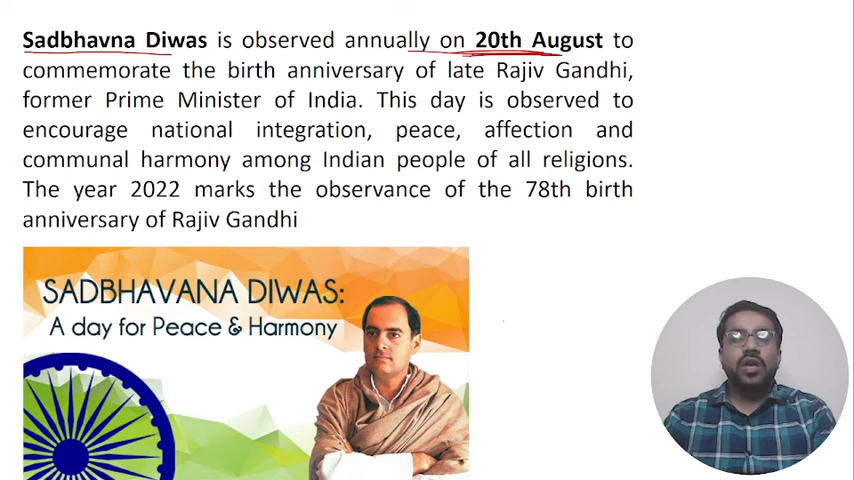 Sadbhavna Diwas is observed annually on 20th August to
commemorate the birth anniversary of late Rajiv Gandhi,
former Prime Minister of India. This day is observed to
encourage national integration, peace, affection and
communal harmony among Indian people of all religions.
The year 2022 marks the observance of the 78th birth
anniversary of Rajiv Gandhi
SADBHAVANA DIWAS:
A day for Peace & Harmony